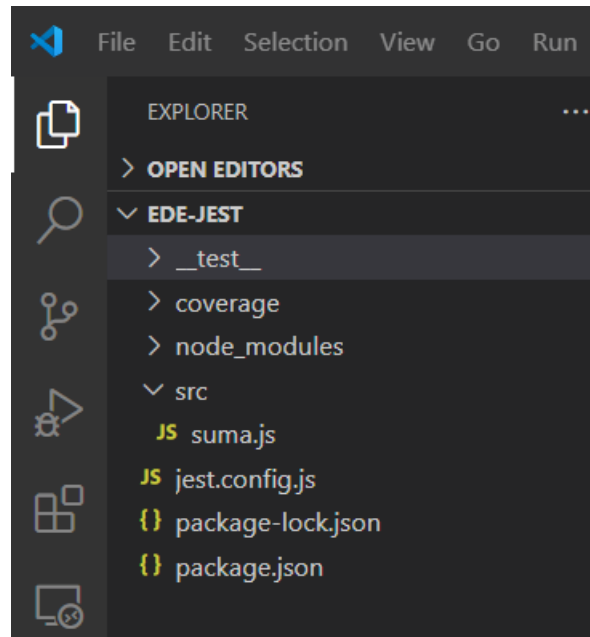 File Edit Selection View Go Run
EXPLORER ...
OPEN EDITORS
EDE-JEST
__test__
coverage
node_modules
src
JS suma.js
JS jest.config.js
{} package-lock.json
{} package.json